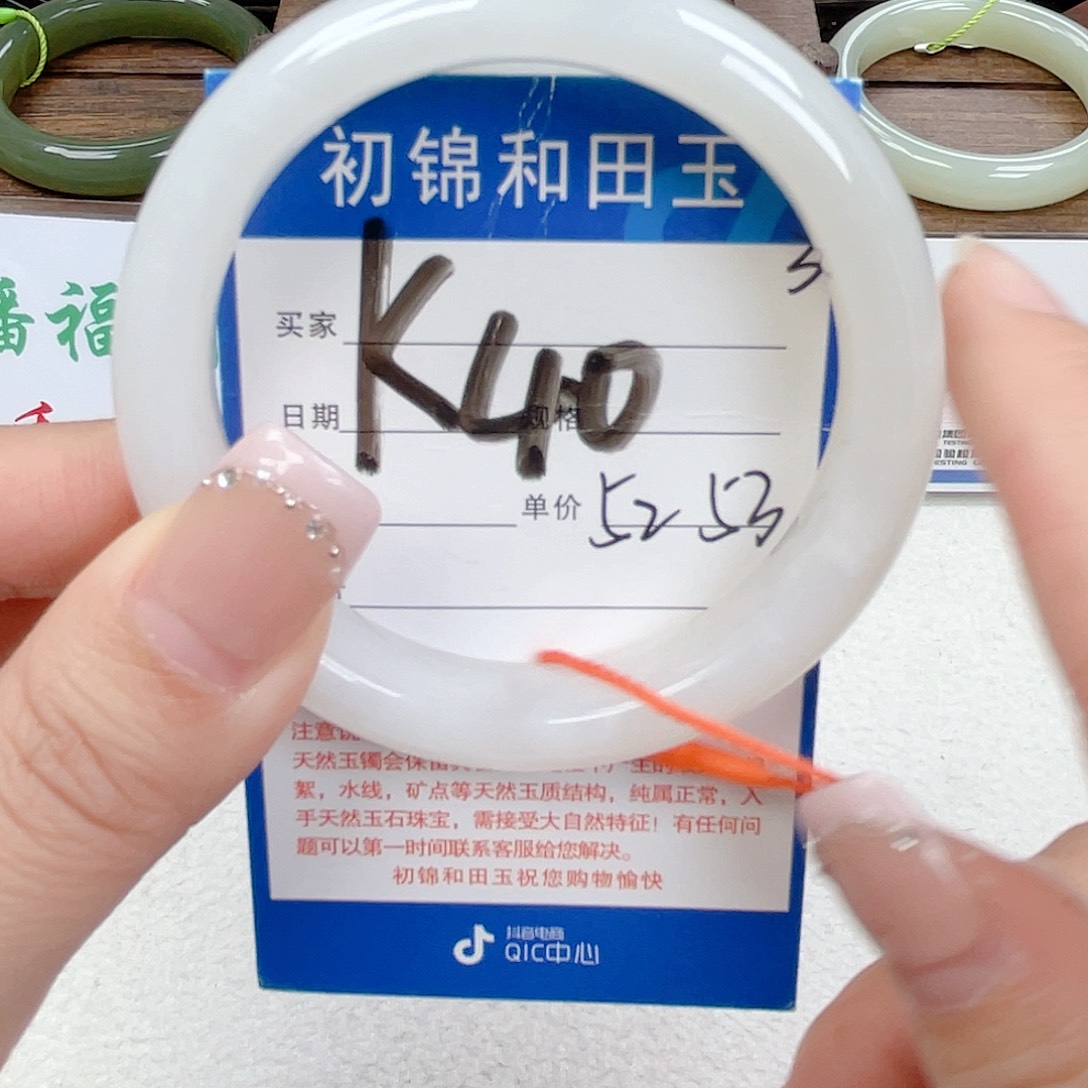 初锦和田玉
买家
K40
日期
规格
单价 52 53
番福
注意
天然玉镯会保
絮，水线，矿点等天然玉质结构，纯属正常，入
手天然玉石珠宝，需接受大自然特征！有任何问
题可以第一时间联系客服给您解决。
初锦和田玉祝您购物愉快
抖音电商
QIC中心